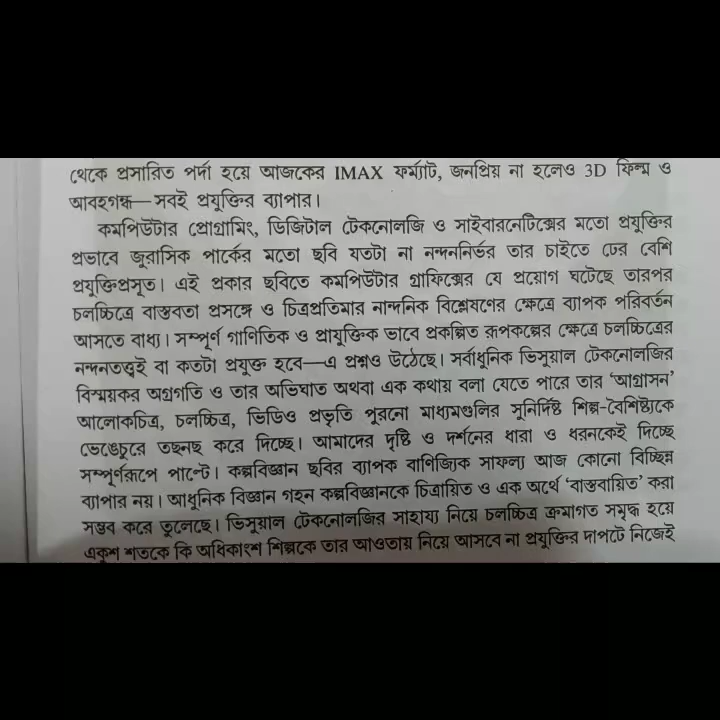 থেকে প্রসারিত পর্দা হয়ে আজকের IMAX ফর্ম্যাট, জনপ্রিয় না হলেও 3D ফিল্ম ও
আবহগন্ধ—সবই প্রযুক্তির ব্যাপার।
কমপিউটার প্রোগ্রামিং, ডিজিটাল টেকনোলজি ও সাইবারনেটিক্সের মতো প্রযুক্তির
প্রভাবে জুরাসিক পার্কের মতো ছবি যতটা না নন্দননির্ভর তার চাইতে ঢের বেশি
প্রযুক্তিপ্রসূত। এই প্রকার ছবিতে কমপিউটার গ্রাফিক্সের যে প্রয়োগ ঘটেছে তারপর
চলচ্চিত্রে বাস্তবতা প্রসঙ্গে ও চিত্রপ্রতিমার নান্দনিক বিশ্লেষণের ক্ষেত্রে ব্যাপক পরিবর্তন
আসতে বাধ্য। সম্পূর্ণ গাণিতিক ও প্রাযুক্তিক ভাবে প্রকল্পিত রূপকল্পের ক্ষেত্রে চলচ্চিত্রের
নন্দনতত্ত্বই বা কতটা প্রযুক্ত হবে—এ প্রশ্নও উঠেছে। সর্বাধুনিক ভিসুয়াল টেকনোলজির
বিস্ময়কর অগ্রগতি ও তার অভিঘাত অথবা এক কথায় বলা যেতে পারে তার ‘আগ্রাসন’
আলোকচিত্র, চলচ্চিত্র, ভিডিও প্রভৃতি পুরনো মাধ্যমগুলির সুনির্দিষ্ট শিল্প-বৈশিষ্ট্যকে
ভেঙেচুরে তছনছ করে দিচ্ছে। আমাদের দৃষ্টি ও দর্শনের ধারা ও ধরনকেই দিচ্ছে
সম্পূর্ণরূপে পাল্টে। কল্পবিজ্ঞান ছবির ব্যাপক বাণিজ্যিক সাফল্য আজ কোনো বিচ্ছিন্ন
ব্যাপার নয়। আধুনিক বিজ্ঞান গহন কল্পবিজ্ঞানকে চিত্রায়িত ও এক অর্থে ‘বাস্তবায়িত’ করা
সম্ভব করে তুলেছে। ভিসুয়াল টেকনোলজির সাহায্য নিয়ে চলচ্চিত্র ক্রমাগত সমৃদ্ধ হয়ে
একুশ শতকে কি অধিকাংশ শিল্পকে তার আওতায় নিয়ে আসবে না প্রযুক্তির দাপটে নিজেই